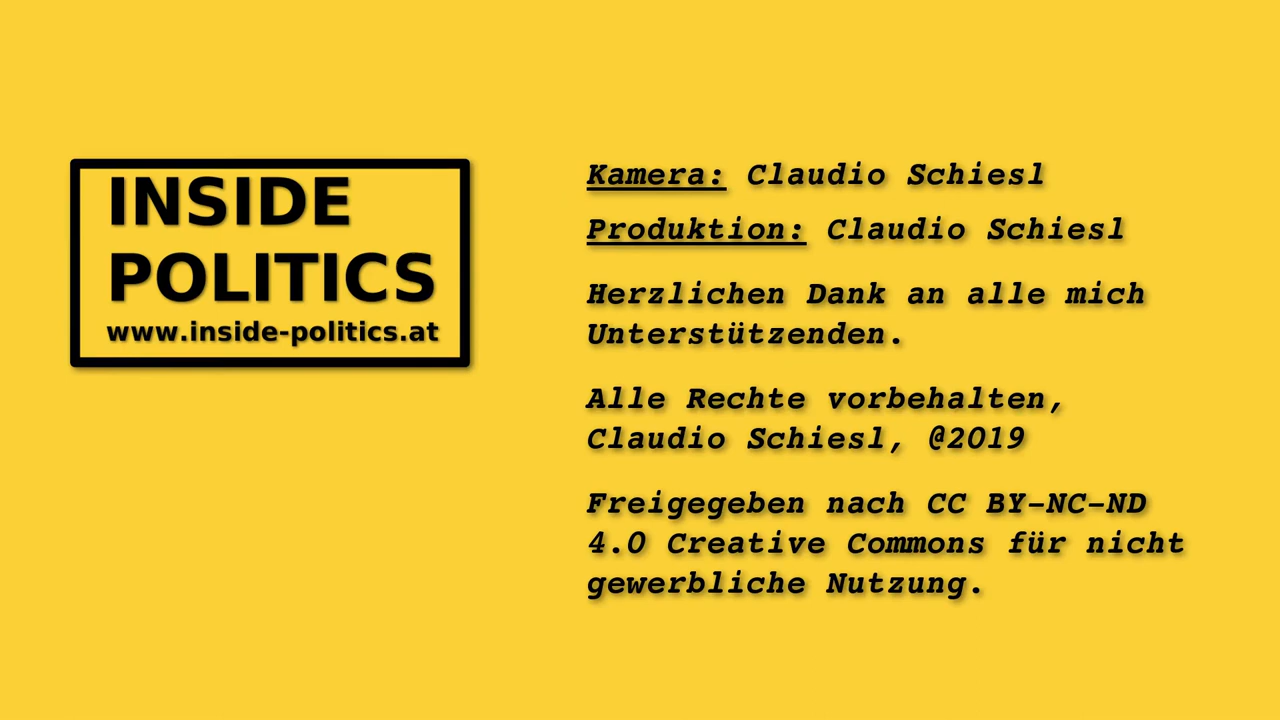 INSIDE
POLITICS
www.inside-politics.at
Kamera: Claudio Schiesl
Produktion: Claudio Schiesl
Herzlichen Dank an alle mich
Unterstützenden.
Alle Rechte vorbehalten,
Claudio Schiesl, @2019
Freigegeben nach CC BY-NC-ND
4.0 Creative Commons für nicht
gewerbliche Nutzung.